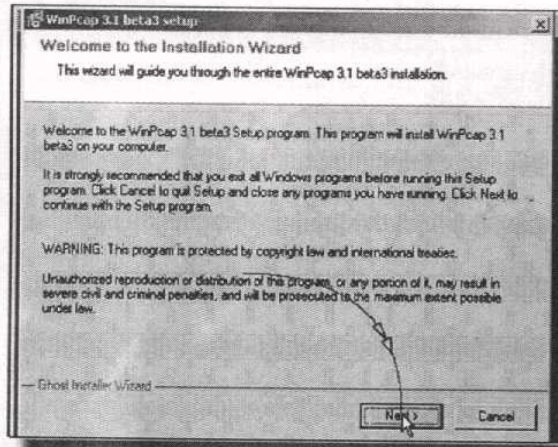 WinPcap 3.1 beta3 setup
Welcome to the Installation Wizard
This wizard will guide you through the entire WinPcap 3.1 beta3 installation.
Welcome to the WinPcap 3.1 beta3 Setup program. This program will install WinPcap 3.1
beta3 on your computer.
It is strongly recommended that you exit all Windows programs before running this Setup
program. Click Cancel to quit Setup and close any programs you have running. Click Next to
continue with the Setup program.
WARNING: This program is protected by copyright law and international treaties.
Unauthorized reproduction or distribution of this program, or any portion of it, may result in
severe civil and criminal penalties, and will be prosecuted to the maximum extent possible
under law.
Ghost Installer Wizard
Next >
Cancel